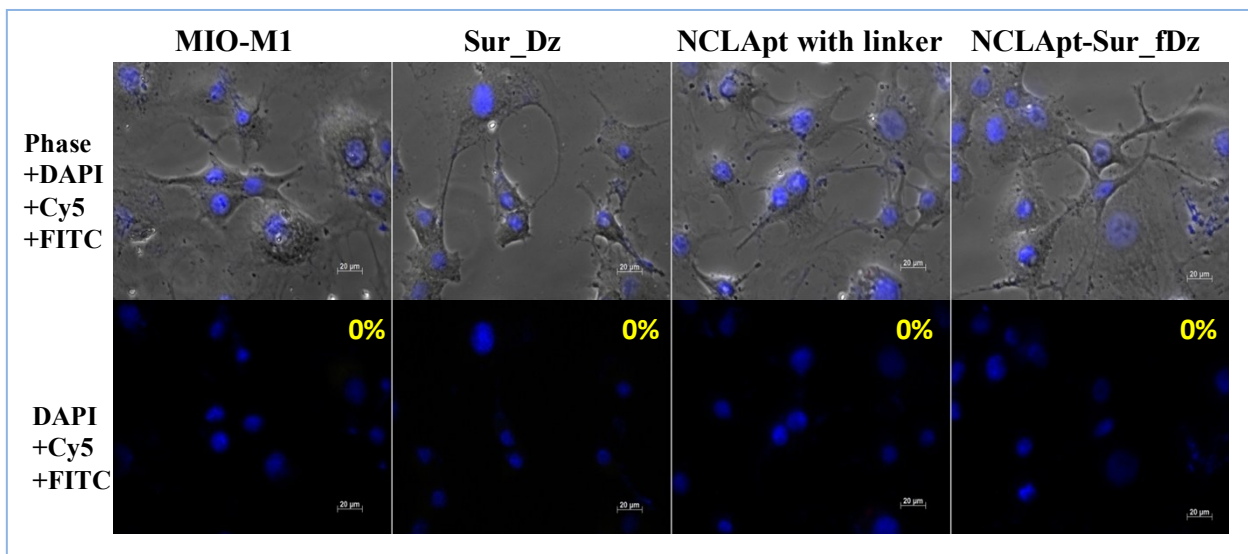 MIO-M1
Sur_Dz
NCLApt with linker
NCLApt-Sur_fDz
Phase
+DAPI
+Cy5
+FITC
20 µm
20 µm
20 µm
20 µm
0%
0%
0%
0%
DAPI
+Cy5
+FITC
20 µm
20 µm
20 µm
20 µm